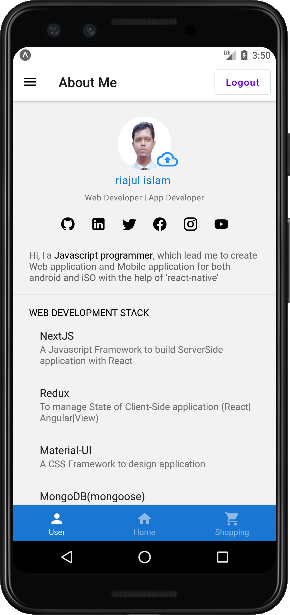 3:50
About Me
Logout
riajul islam
Web Developer | App Developer
Hi, I a Javascript programmer, which lead me to create
Web application and Mobile application for both
android and iSO with the help of 'react-native'
WEB DEVELOPMENT STACK
NextJS
A Javascript Framework to build ServerSide
application with React
Redux
To manage State of Client-Side application (React|
Angular|View)
Material-UI
A CSS Framework to design application
MongoDB(mongoose)
User
Home
Shopping